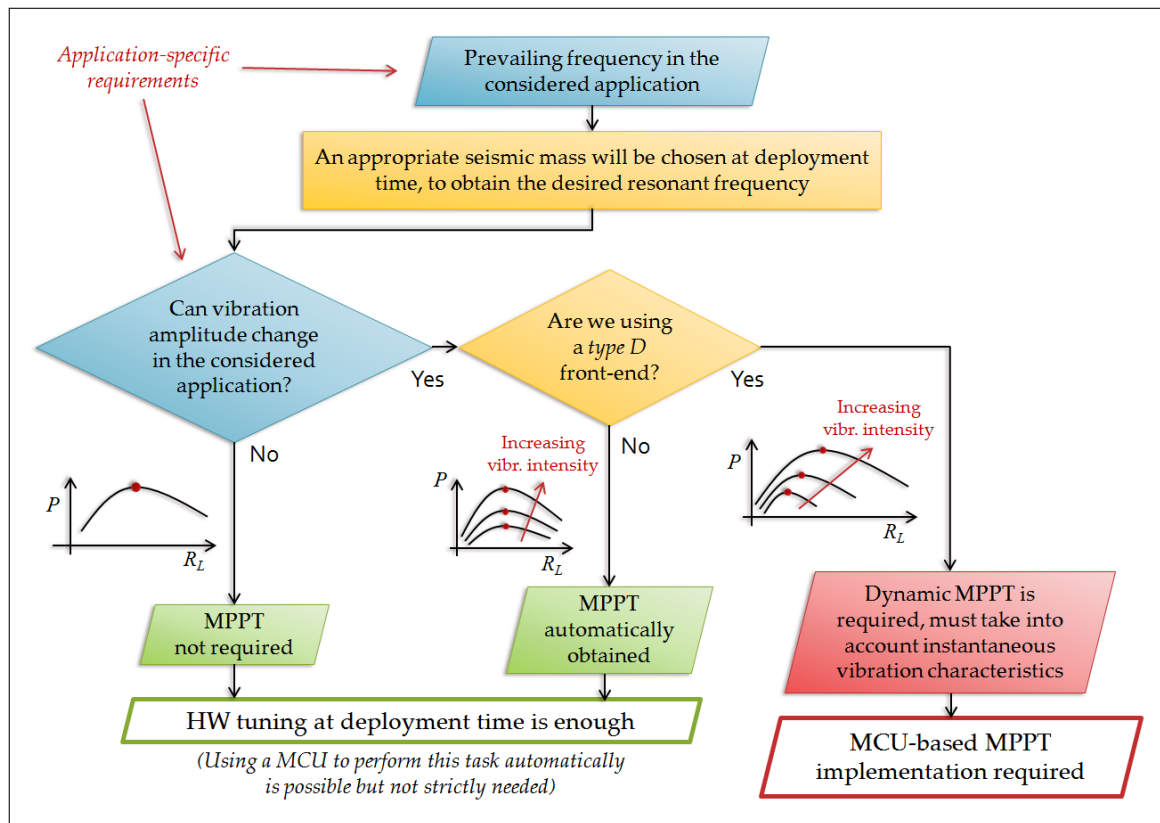 Application-specific
requirements
Prevailing frequency in the
considered application
An appropriate seismic mass will be chosen at deployment
time, to obtain the desired resonant frequency
Can vibration
amplitude change
in the considered
application?
Yes
No
Are we using
a type D
front-end?
Yes
No
P
R_L
Increasing
vibr. intensity
P
R_L
Increasing
vibr. intensity
P
R_L
MPPT
not required
MPPT
automatically
obtained
Dynamic MPPT is
required, must take into
account instantaneous
vibration characteristics
HW tuning at deployment time is enough
(Using a MCU to perform this task automatically
is possible but not strictly needed)
MCU-based MPPT
implementation required